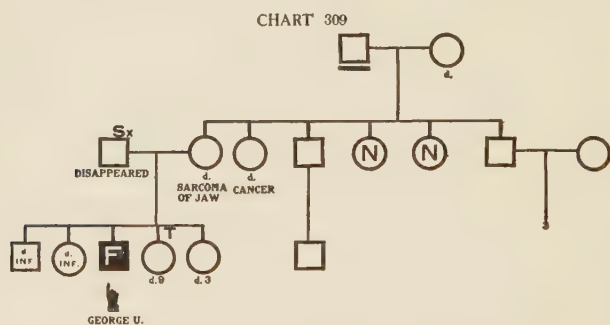 CHART 309
d.
Sx
N N
DISAPPEARED
d. d.
SARCOMA CANCER
OF JAW
3
T
d d. F
INF INF.
d.9 d.3
GEORGE U.